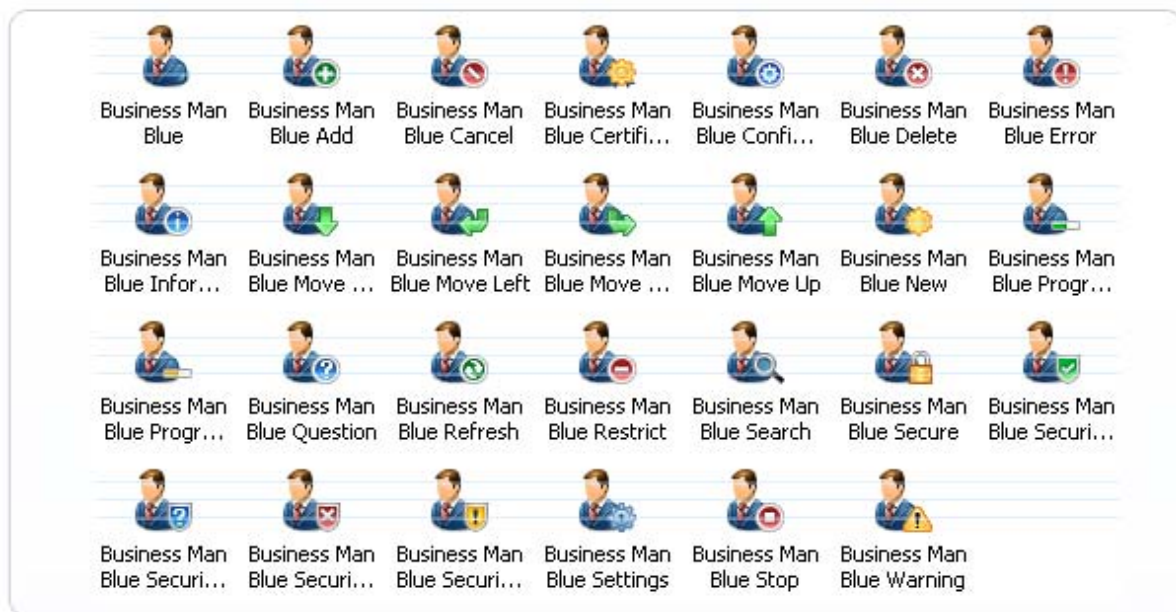 Business Man Business Man Business Man Business Man Business Man Business Man Business Man
Blue Blue Add Blue Cancel Blue Certifi... Blue Confi... Blue Delete Blue Error
Business Man Business Man Business Man Business Man Business Man Business Man Business Man
Blue Infor... Blue Move ... Blue Move Left Blue Move ... Blue Move Up Blue New Blue Progr...
Business Man Business Man Business Man Business Man Business Man Business Man Business Man
Blue Progr... Blue Question Blue Refresh Blue Restrict Blue Search Blue Secure Blue Securi...
Business Man Business Man Business Man Business Man Business Man Business Man
Blue Securi... Blue Securi... Blue Securi... Blue Settings Blue Stop Blue Warning